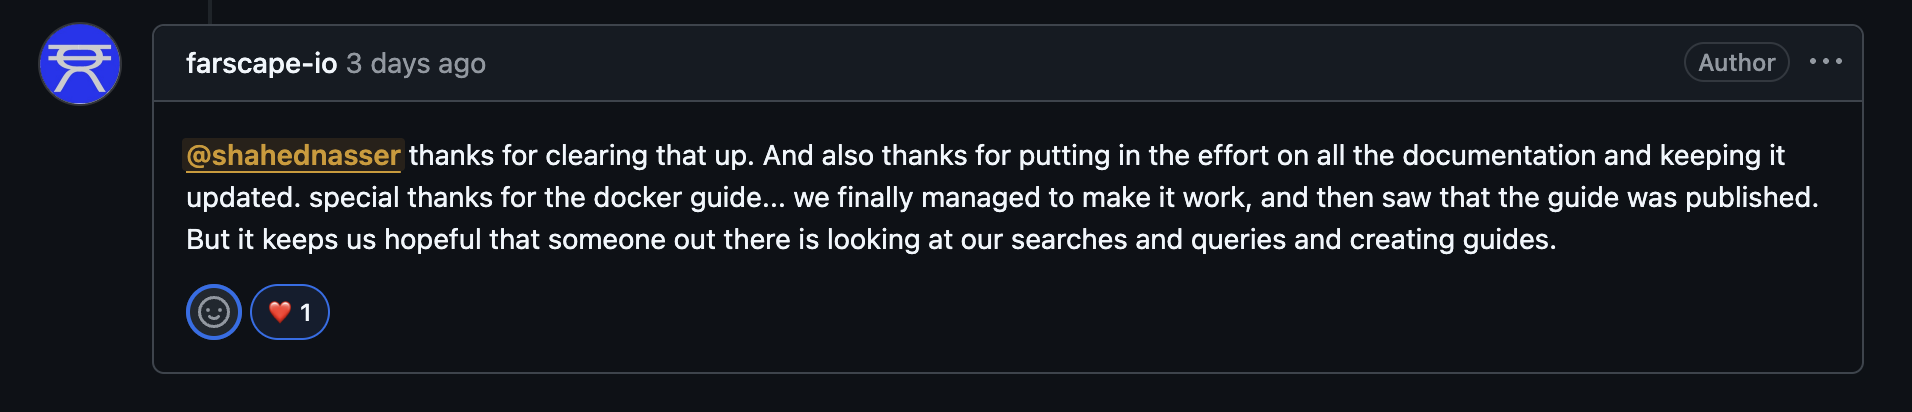 farscape-io 3 days ago
Author
@shahednasser thanks for clearing that up. And also thanks for putting in the effort on all the documentation and keeping it
updated. special thanks for the docker guide... we finally managed to make it work, and then saw that the guide was published.
But it keeps us hopeful that someone out there is looking at our searches and queries and creating guides.
❤️ 1